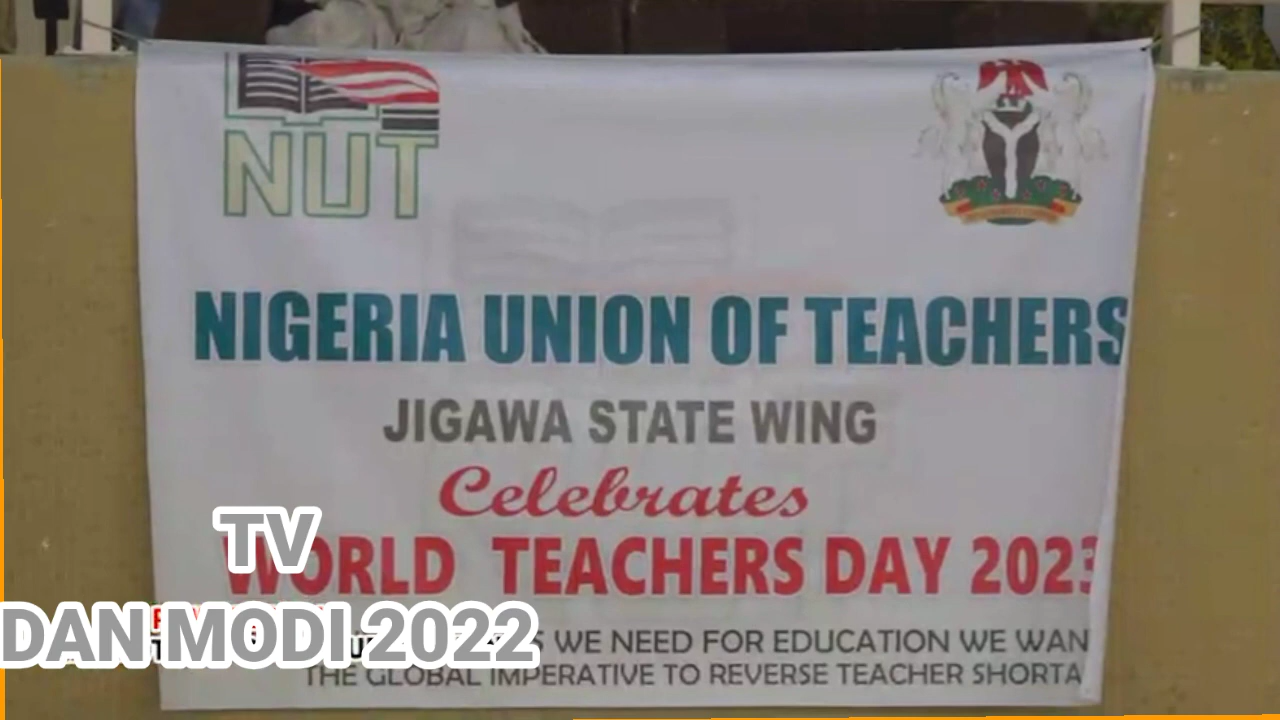 NUT
NIGERIA UNION OF TEACHERS
JIGAWA STATE WING
Celebrates
WORLD TEACHERS DAY 2023
TV
DAN MODI 2022
WE NEED FOR EDUCATION WE WAN
THE GLOBAL IMPERATIVE TO REVERSE TEACHER SHORTA